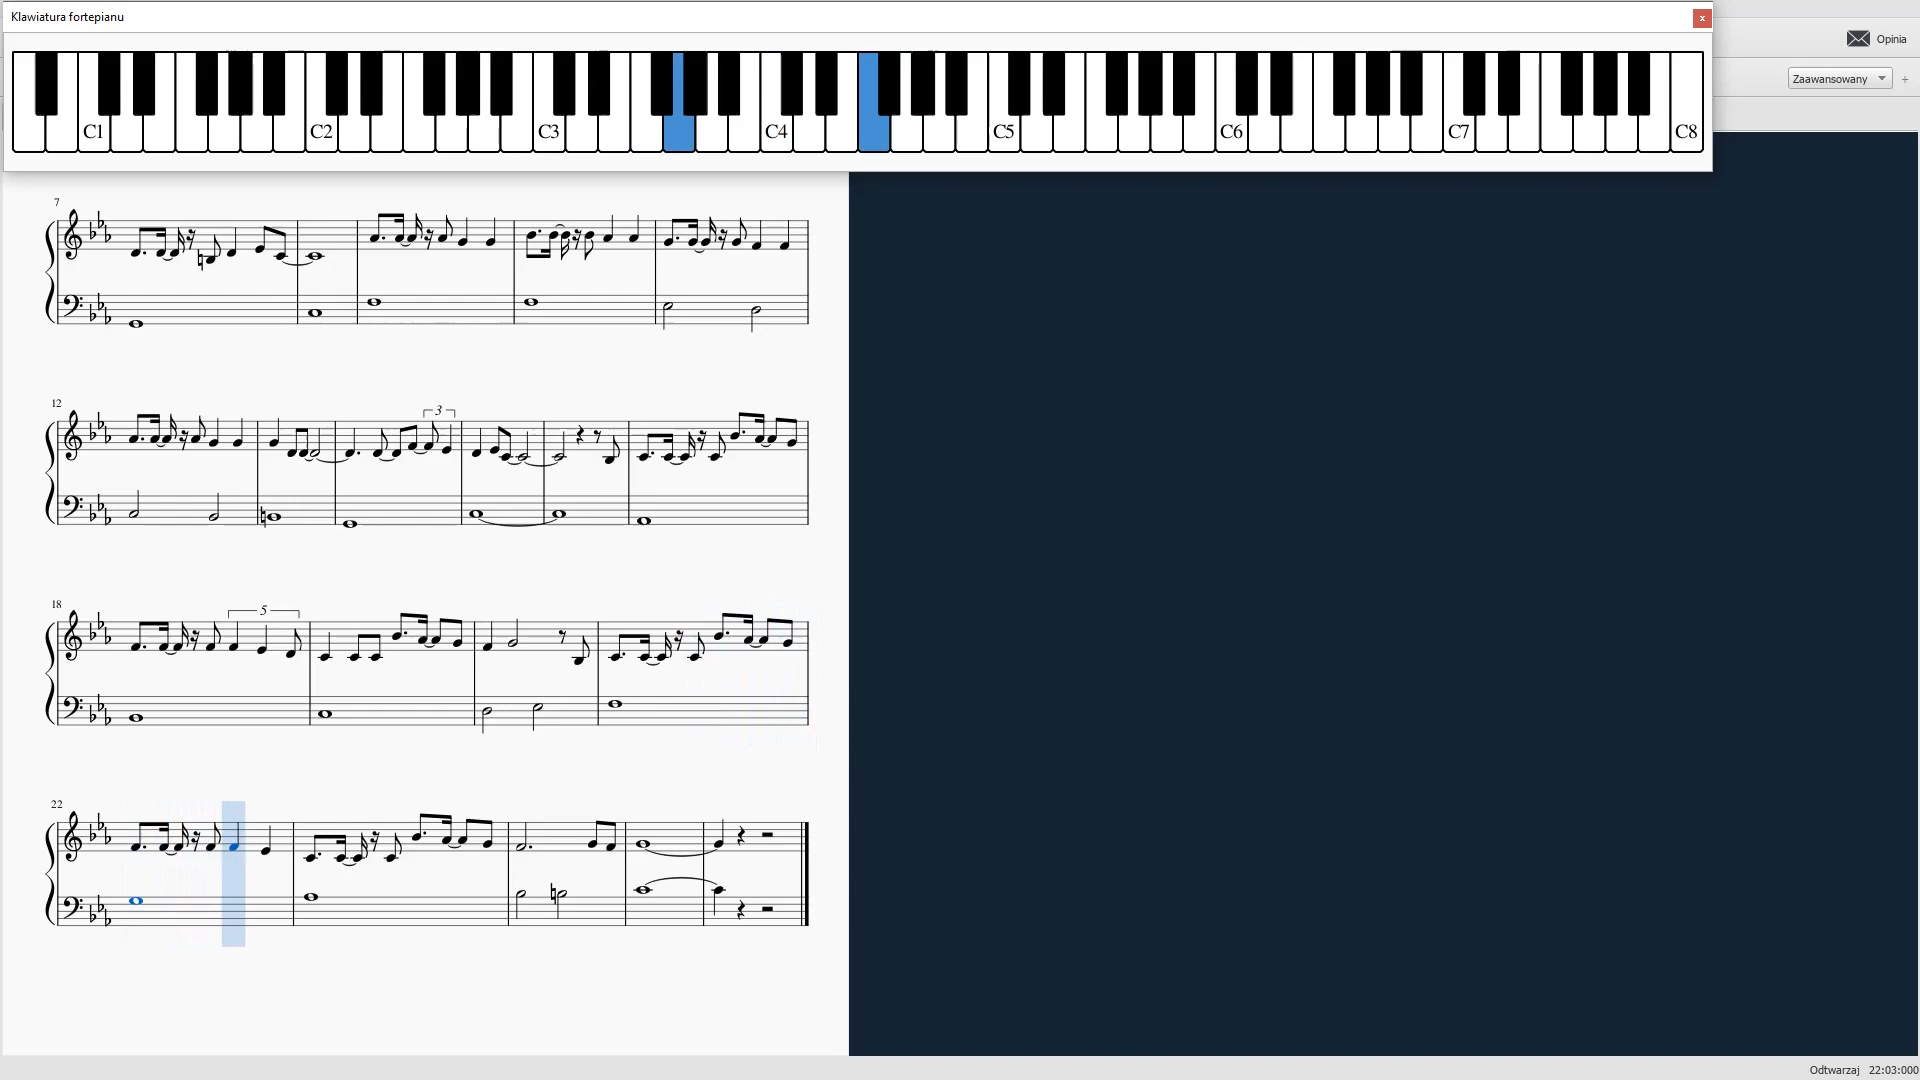 Klawiatura fortepianu
x
Opinia
Zaawansowany
+
C1 C2 C3 C4 C5 C6 C7 C8
7
12
3
18
5
22
Odtwarzaj 22:03:000